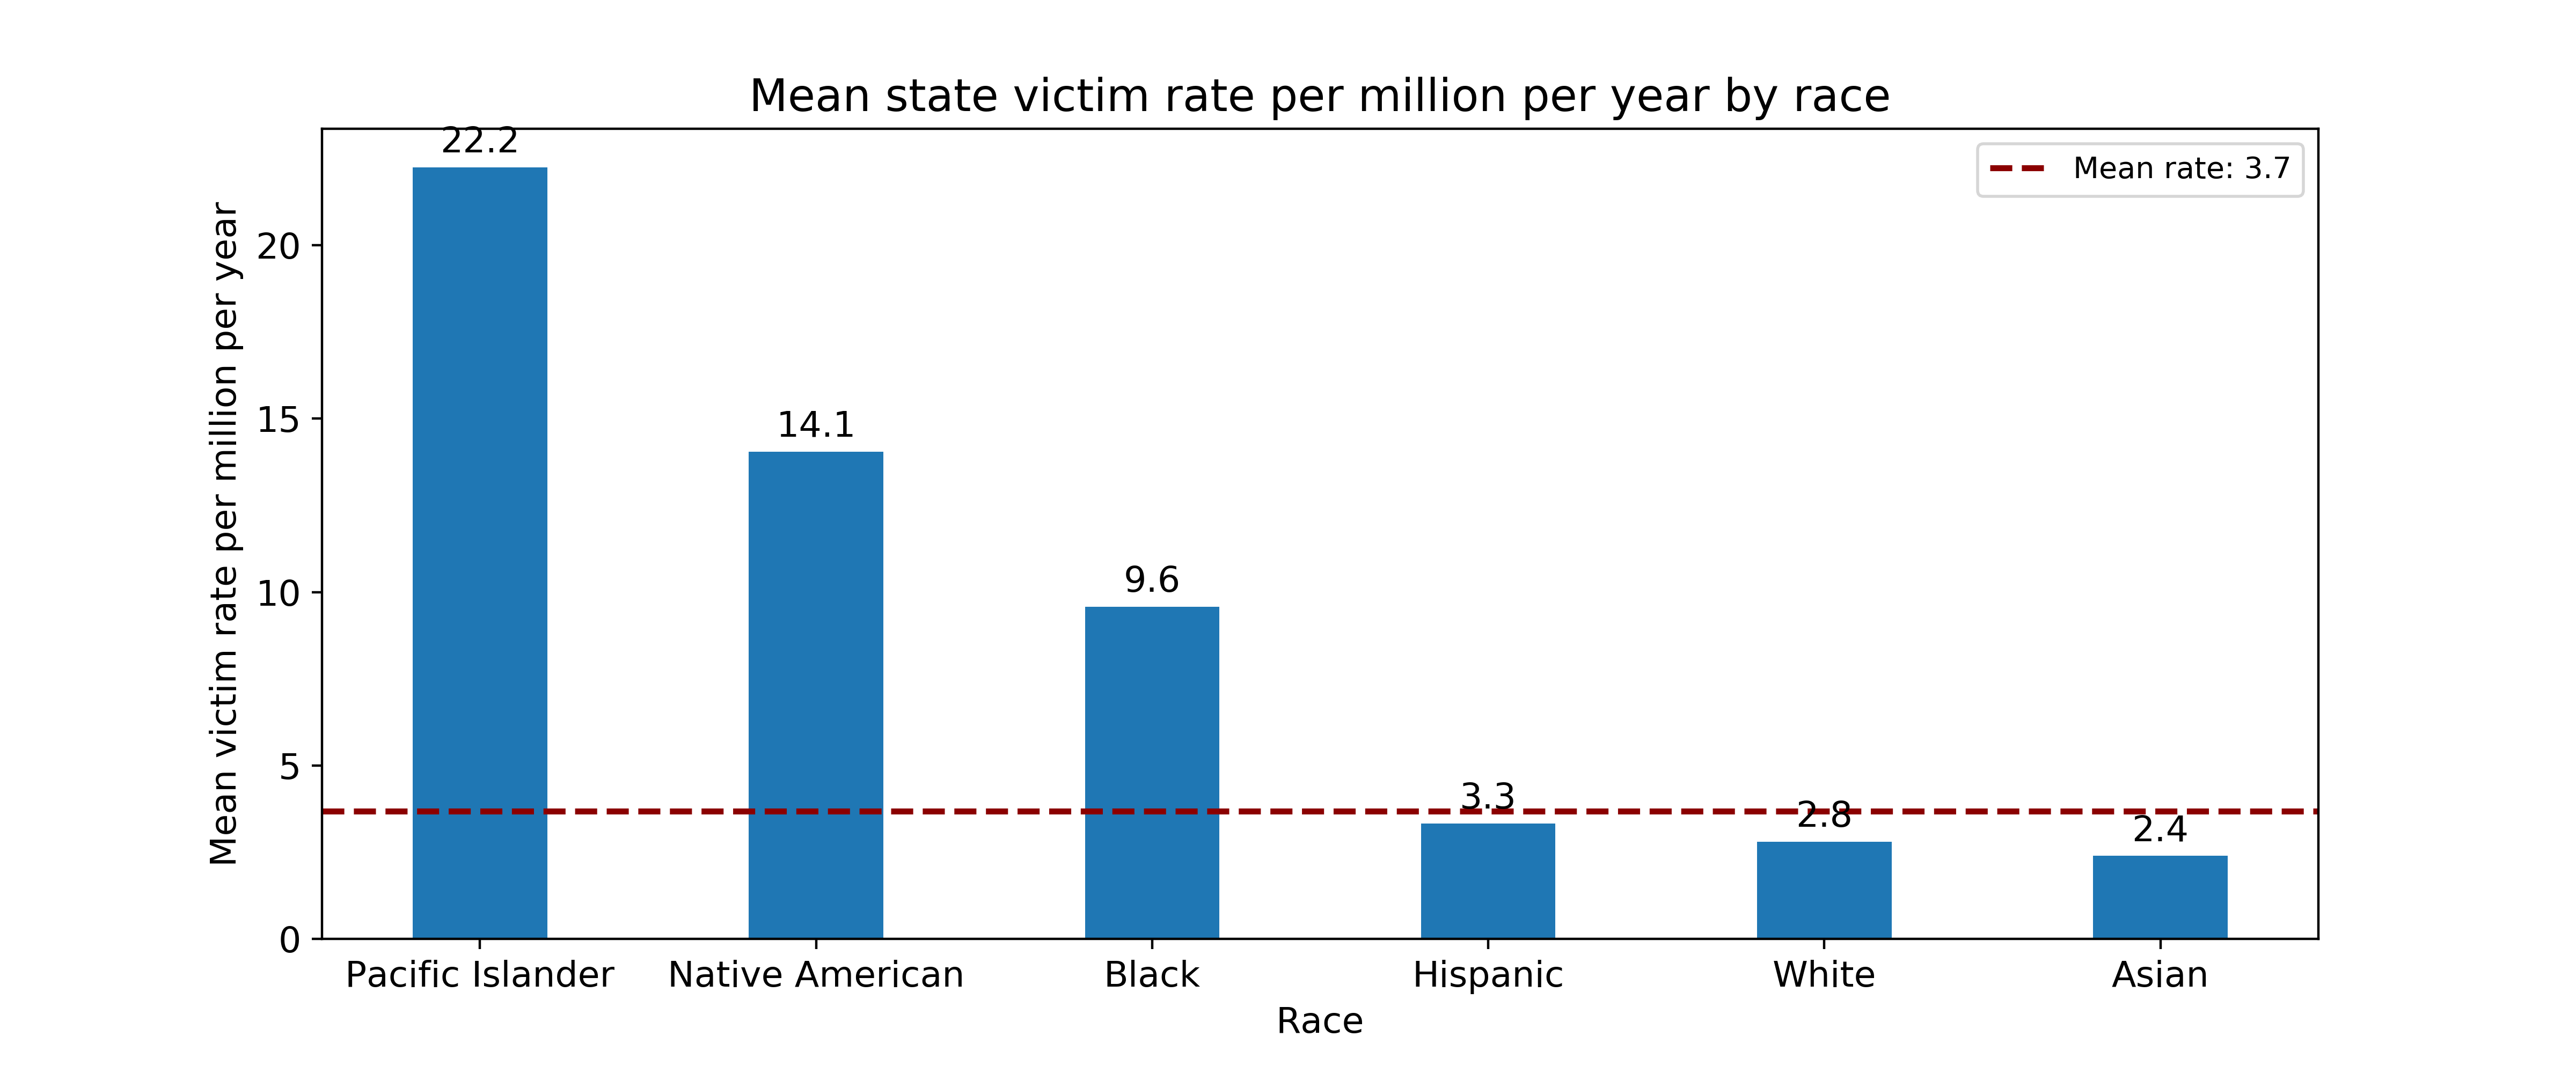 Mean state victim rate per million per year by race
Mean rate: 3.7
Mean victim rate per million per year
20
15
10
5
0
22.2
14.1
9.6
3.3
2.8
2.4
Pacific Islander
Native American
Black
Hispanic
White
Asian
Race